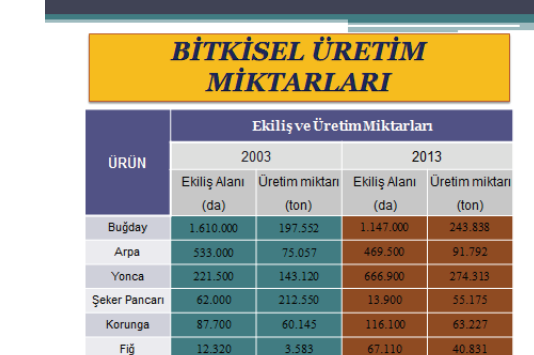 BİTKİSEL ÜRETİM
MİKTARLARI
ÜRÜN
Ekiliş ve Üretim Miktarları
2003 2013
Ekiliş Alanı Üretim miktarı Ekiliş Alanı Üretim miktarı
(da) (ton) (da) (ton)
Buğday 1.610.000 197.552 1.147.000 243.838
Arpa 533.000 75.057 469.500 91.792
Yonca 221.500 143.120 666.900 274.313
Şeker Pancarı 62.000 212.550 13.900 55.175
Korunga 87.700 60.145 116.100 63.227
Fiğ 12.320 3.583 67.110 40.831